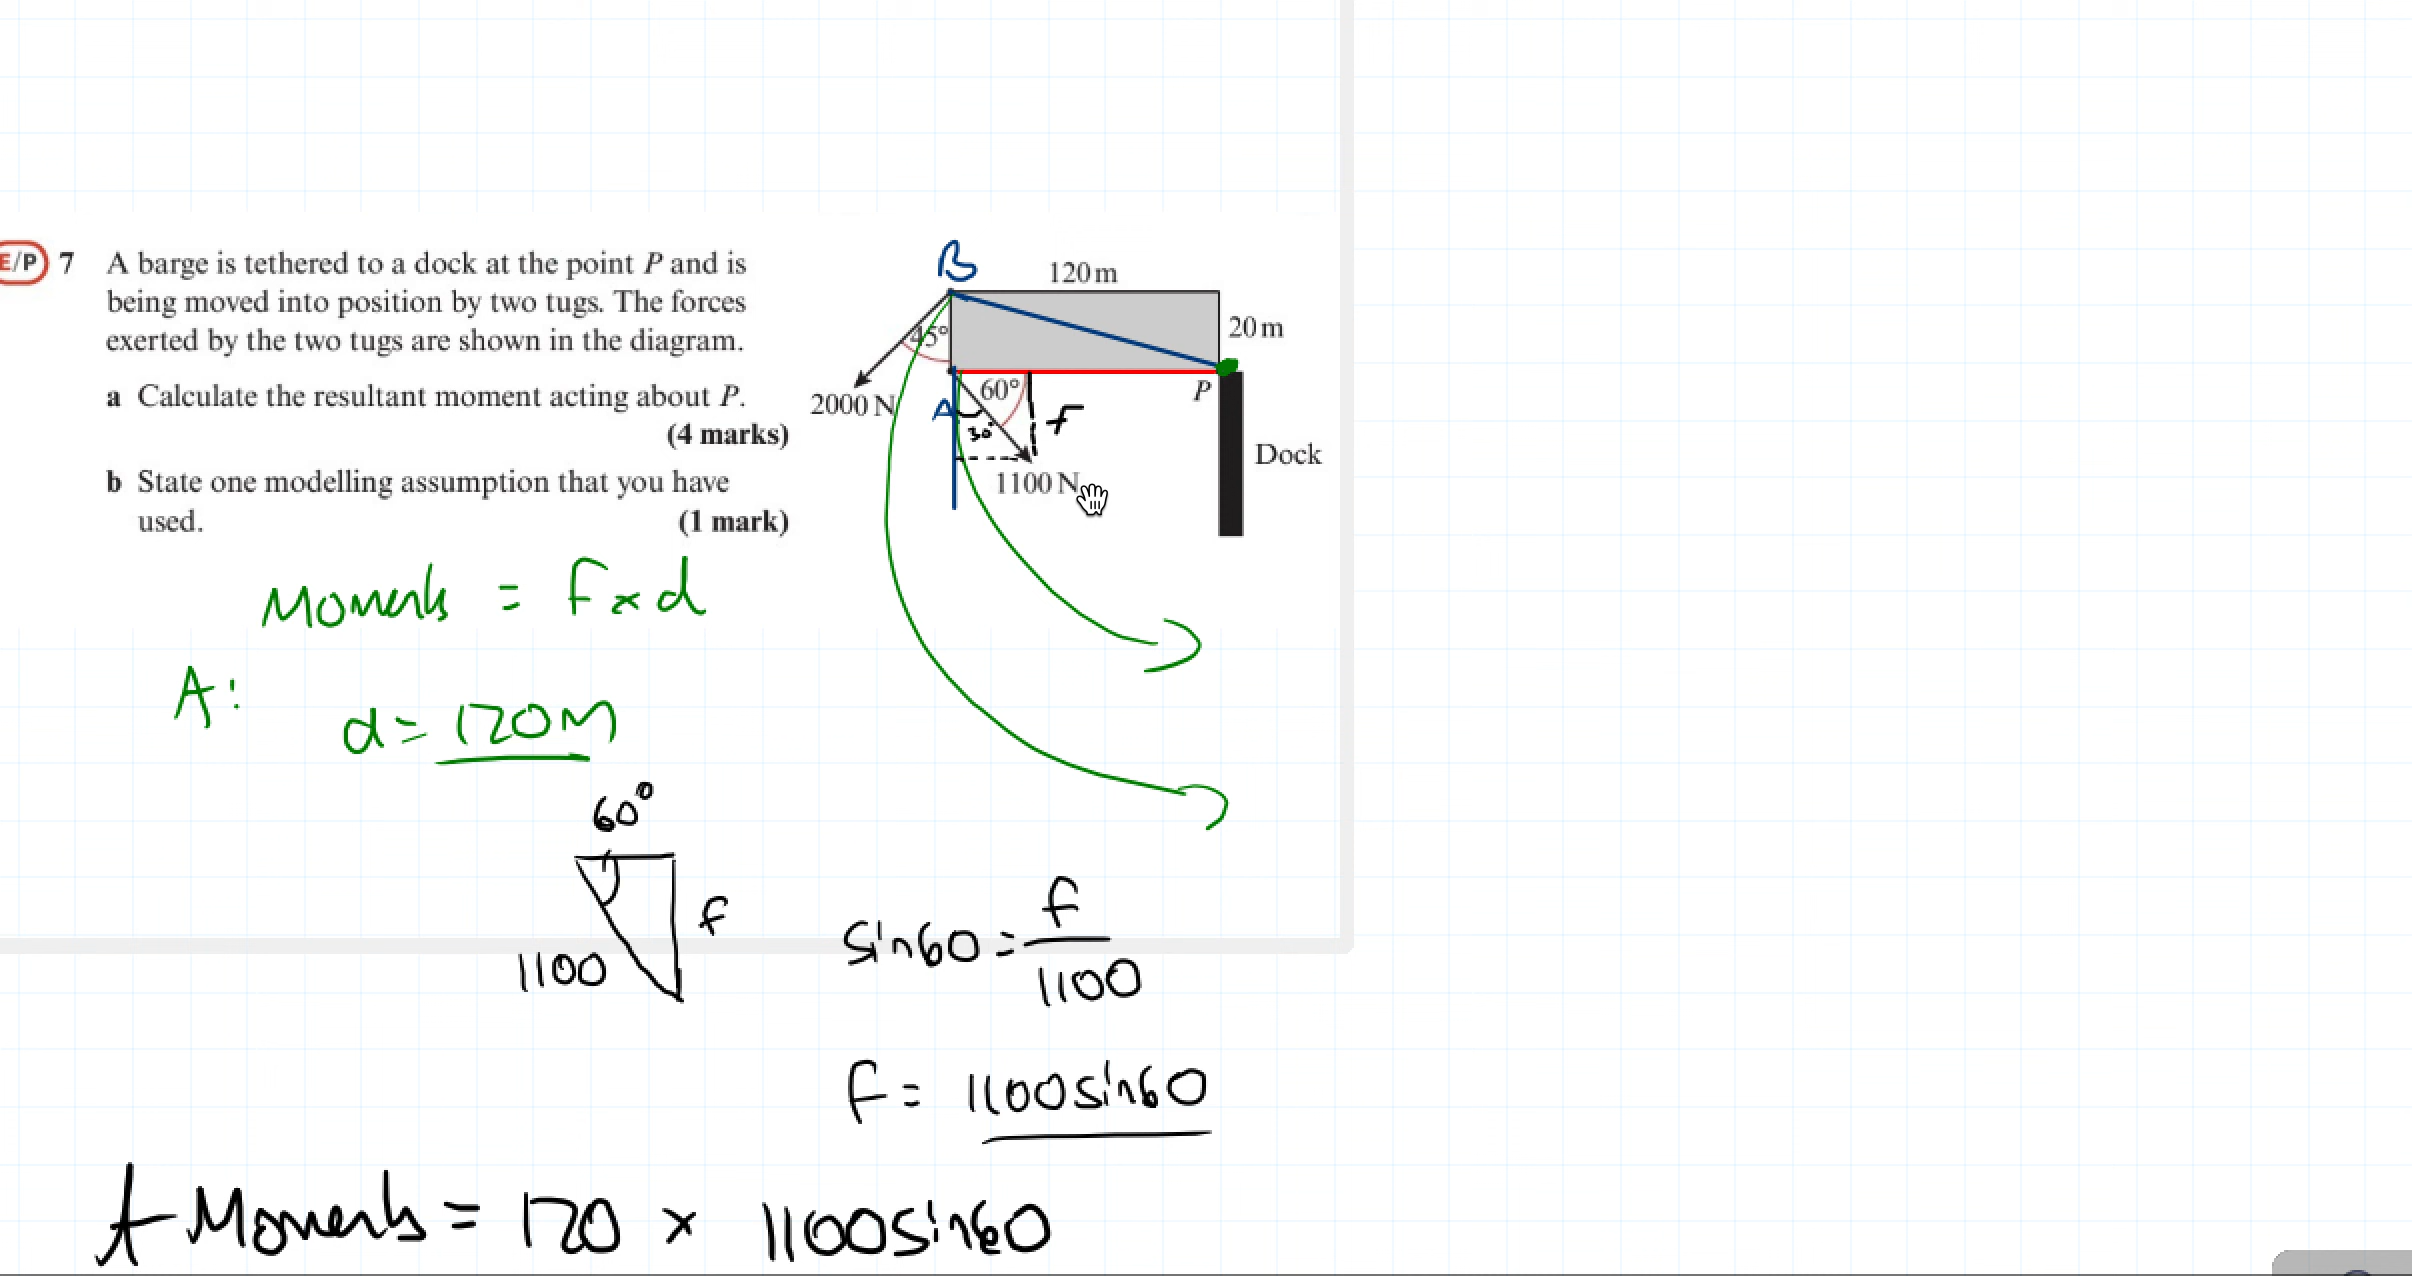 E/P 7 A barge is tethered to a dock at the point P and is
being moved into position by two tugs. The forces
exerted by the two tugs are shown in the diagram.
a Calculate the resultant moment acting about P.
(4 marks)
b State one modelling assumption that you have
used. (1 mark)
B
120 m
20 m
45°
60°
P
2000 N
A
30°
F
1100 N
Dock
Moments = F × d
A:
d = 120M
60°
F
1100
sin60 = F
1100
F = 1100sin60
A Moments = 120 × 1100sin60